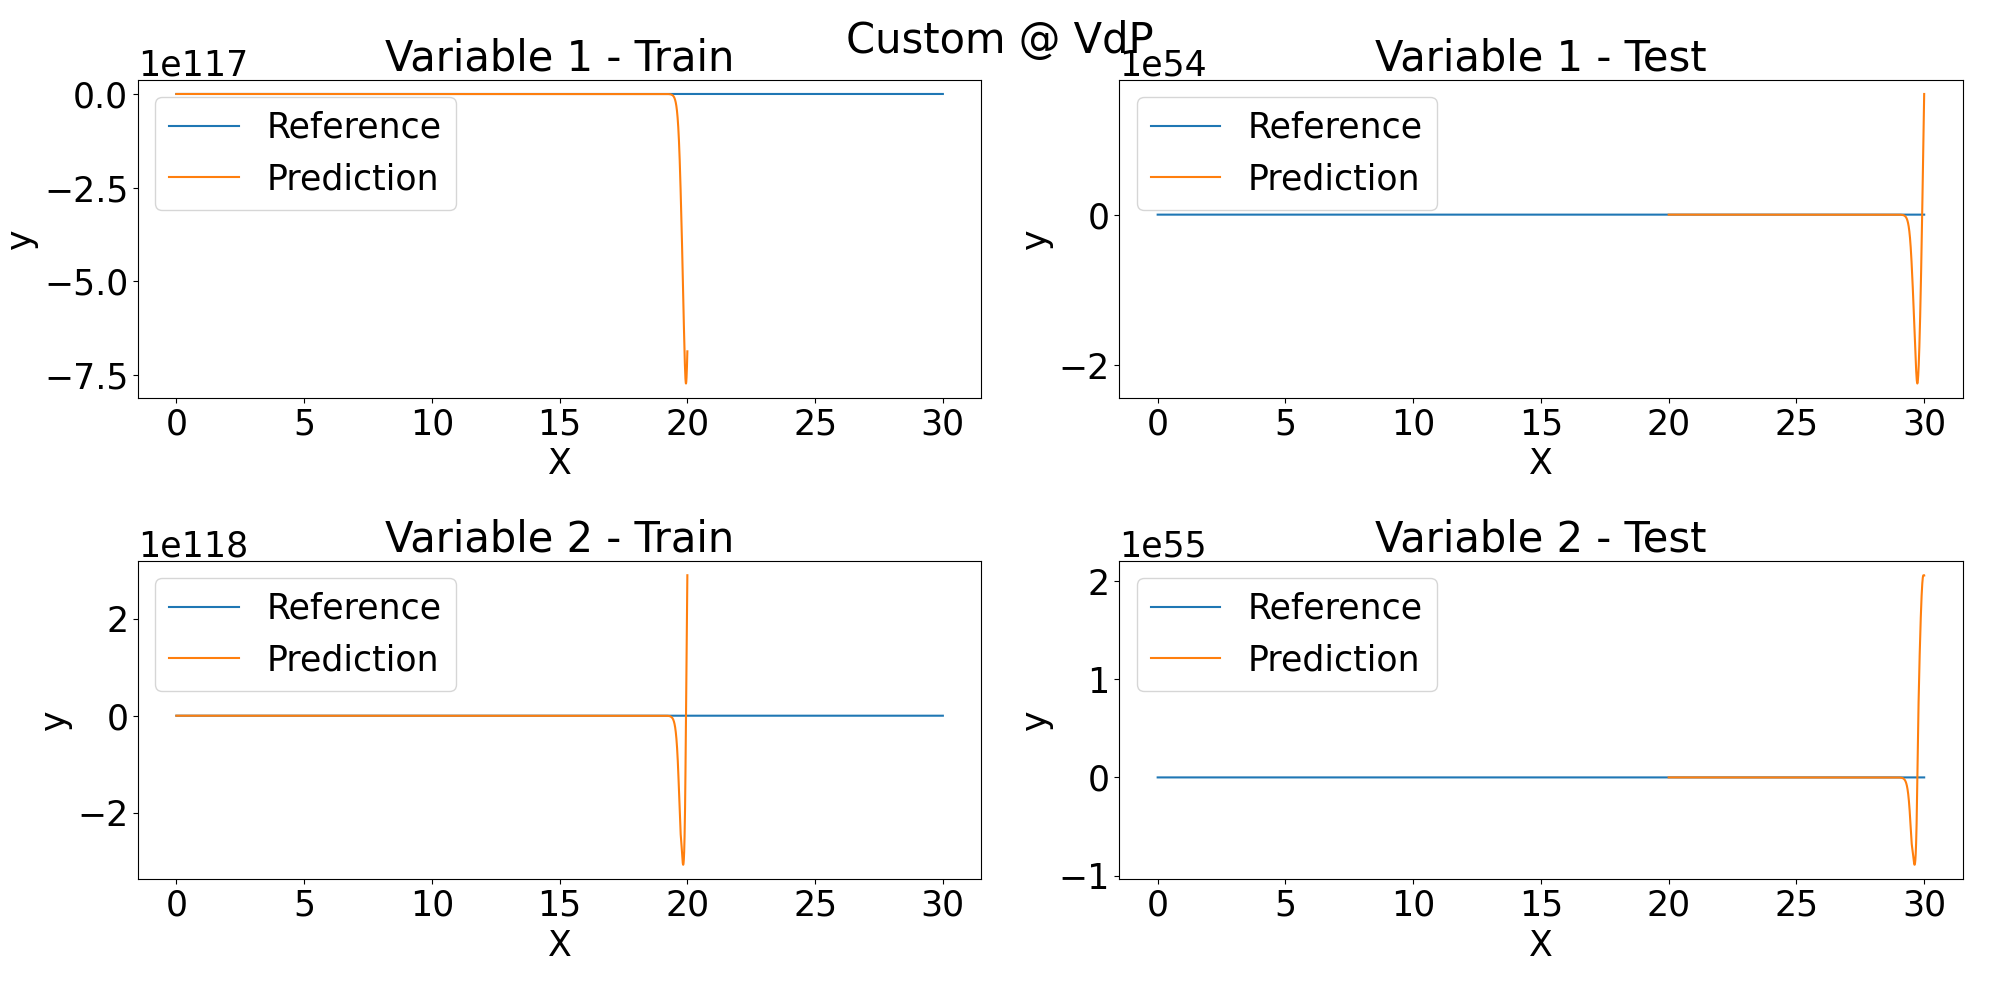 Custom @ VdP
Variable 1 - Train
1e117
0.0
−2.5
−5.0
−7.5
y
Reference
Prediction
0 5 10 15 20 25 30
X
Variable 1 - Test
1e54
0
−2
y
Reference
Prediction
0 5 10 15 20 25 30
X
Variable 2 - Train
1e118
2
0
−2
y
Reference
Prediction
0 5 10 15 20 25 30
X
Variable 2 - Test
1e55
2
1
0
−1
y
Reference
Prediction
0 5 10 15 20 25 30
X